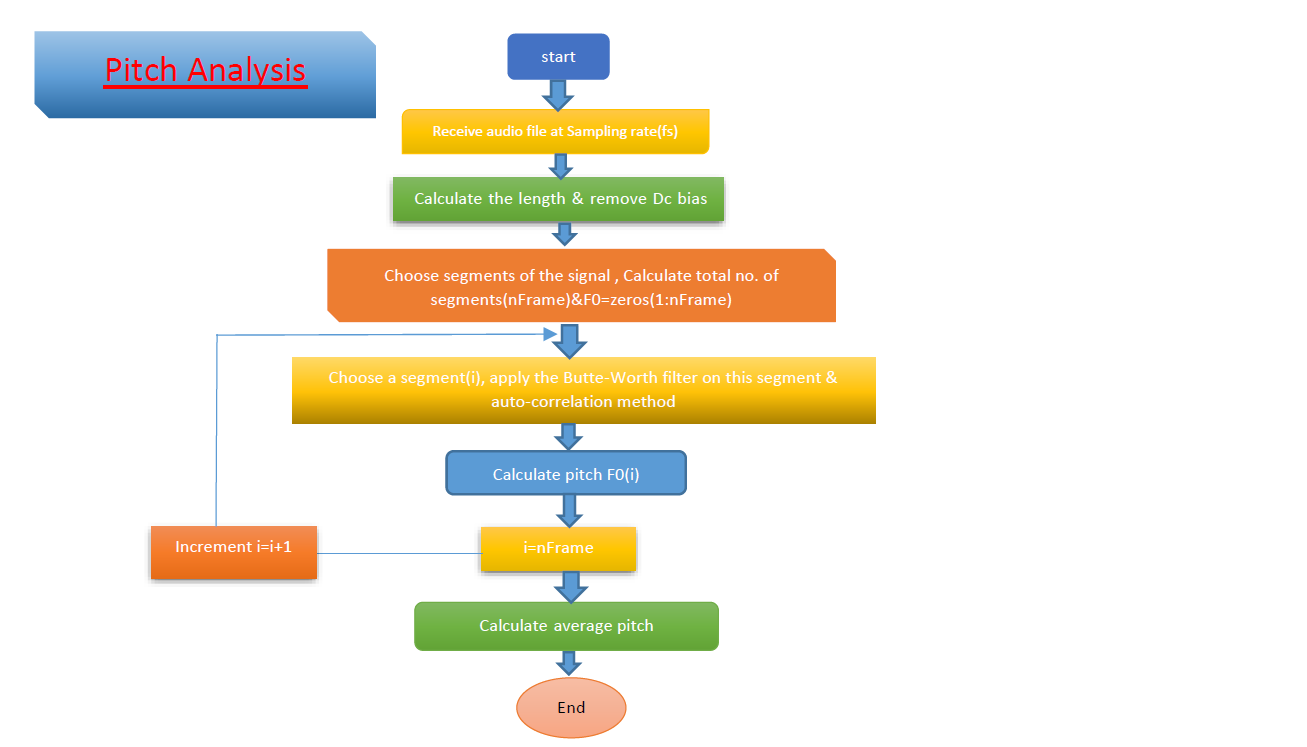 Pitch Analysis
start
Receive audio file at Sampling rate(fs)
Calculate the length & remove Dc bias
Choose segments of the signal , Calculate total no. of
segments(nFrame)&F0=zeros(1:nFrame)
Choose a segment(i), apply the Butte-Worth filter on this segment &
auto-correlation method
Calculate pitch F0(i)
Increment i=i+1
i=nFrame
Calculate average pitch
End